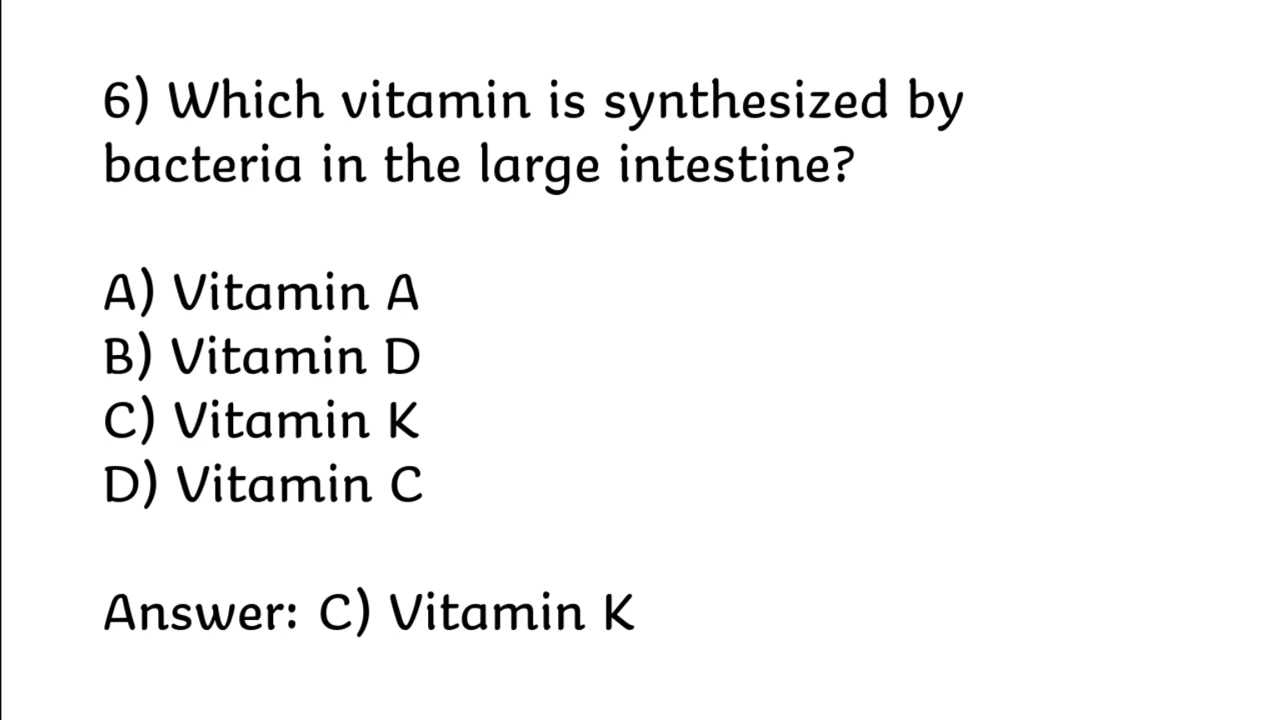 6) Which vitamin is synthesized by
bacteria in the large intestine?
A) Vitamin A
B) Vitamin D
C) Vitamin K
D) Vitamin C
Answer: C) Vitamin K